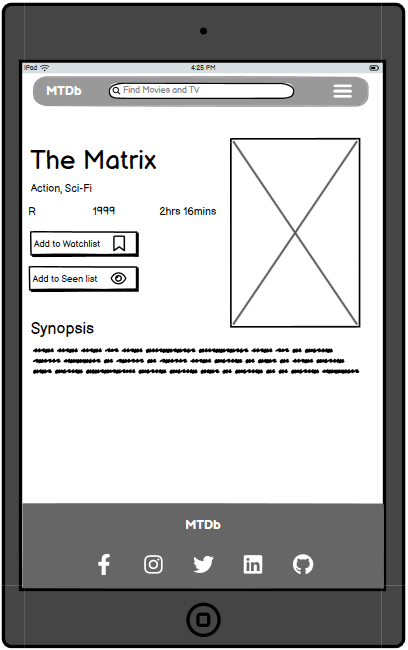 iPad 4:25 PM
MTDb Find Movies and TV
The Matrix
Action, Sci-Fi
R 1999 2hrs 16mins
Add to Watchlist
Add to Seen list
Synopsis
MTDb